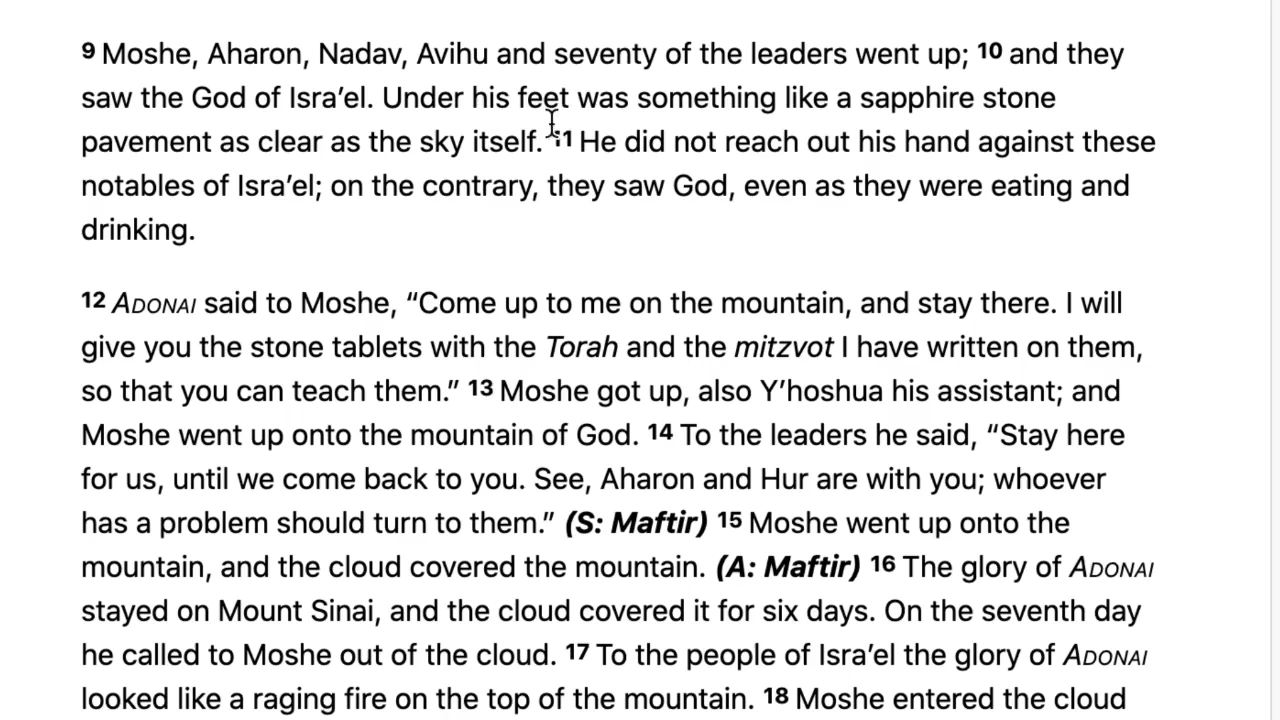 9 Moshe, Aharon, Nadav, Avihu and seventy of the leaders went up; 10 and they
saw the God of Isra’el. Under his feet was something like a sapphire stone
pavement as clear as the sky itself. 11 He did not reach out his hand against these
notables of Isra’el; on the contrary, they saw God, even as they were eating and
drinking.
12 ADONAI said to Moshe, “Come up to me on the mountain, and stay there. I will
give you the stone tablets with the Torah and the mitzvot I have written on them,
so that you can teach them.” 13 Moshe got up, also Y’hoshua his assistant; and
Moshe went up onto the mountain of God. 14 To the leaders he said, “Stay here
for us, until we come back to you. See, Aharon and Hur are with you; whoever
has a problem should turn to them.” (S: Maftir) 15 Moshe went up onto the
mountain, and the cloud covered the mountain. (A: Maftir) 16 The glory of ADONAI
stayed on Mount Sinai, and the cloud covered it for six days. On the seventh day
he called to Moshe out of the cloud. 17 To the people of Isra’el the glory of ADONAI
looked like a raging fire on the top of the mountain. 18 Moshe entered the cloud